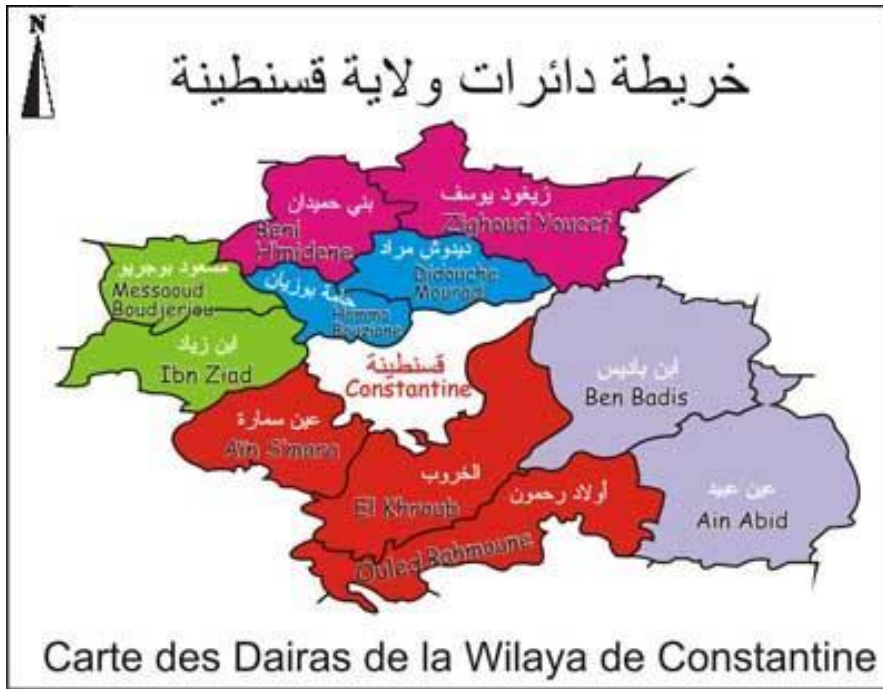 N
خريطة دائرات ولاية قسنطينة
زيغود يوسف
Zighoud Youcef
بني حميدان
Beni
H'midene
ديدوش مراد
Didouche
Mourad
مسعود بوجريو
Messaoud
Boudjeriou
حامة بوزيان
Hamma
Bouziane
ابن زياد
Ibn Ziad
قسنطينة
Constantine
ابن باديس
Ben Badis
عين سمارة
Aïn S'mara
الخروب
El Khroub
أولاد رحمون
Ouled Rahmoune
عين عبيد
Ain Abid
Carte des Dairas de la Wilaya de Constantine